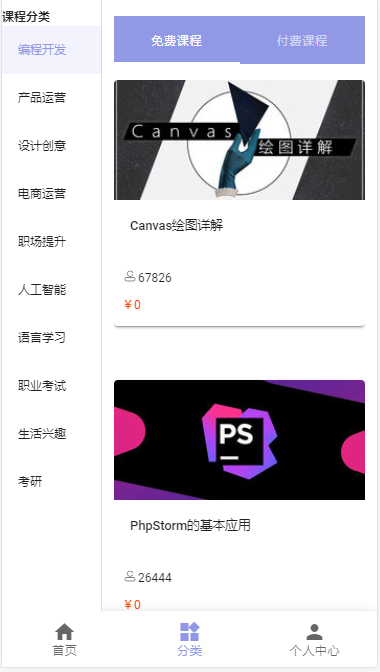 课程分类
编程开发
产品运营
设计创意
电商运营
职场提升
人工智能
语言学习
职业考试
生活兴趣
考研
免费课程 付费课程
Canvas
绘图详解
Canvas绘图详解
67826
¥0
PS
PhpStorm的基本应用
26444
¥0
首页 分类 个人中心